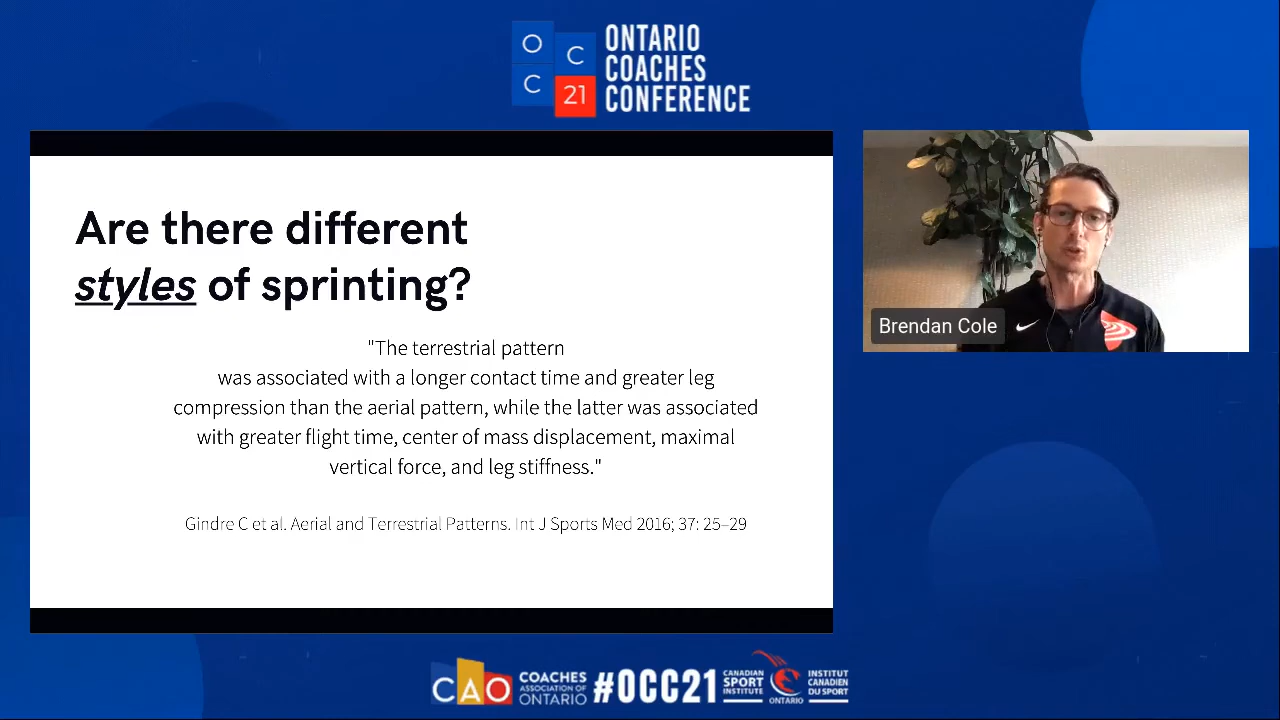 O
C
C
21
ONTARIO
COACHES
CONFERENCE
Are there different
styles of sprinting?
"The terrestrial pattern
was associated with a longer contact time and greater leg
compression than the aerial pattern, while the latter was associated
with greater flight time, center of mass displacement, maximal
vertical force, and leg stiffness."
Gindre C et al. Aerial and Terrestrial Patterns. Int J Sports Med 2016; 37: 25–29
Brendan Cole
CAO
COACHES
ASSOCIATION OF
ONTARIO
#OCC21
CANADIAN
SPORT
INSTITUTE
ONTARIO
INSTITUT
CANADIEN
DU SPORT